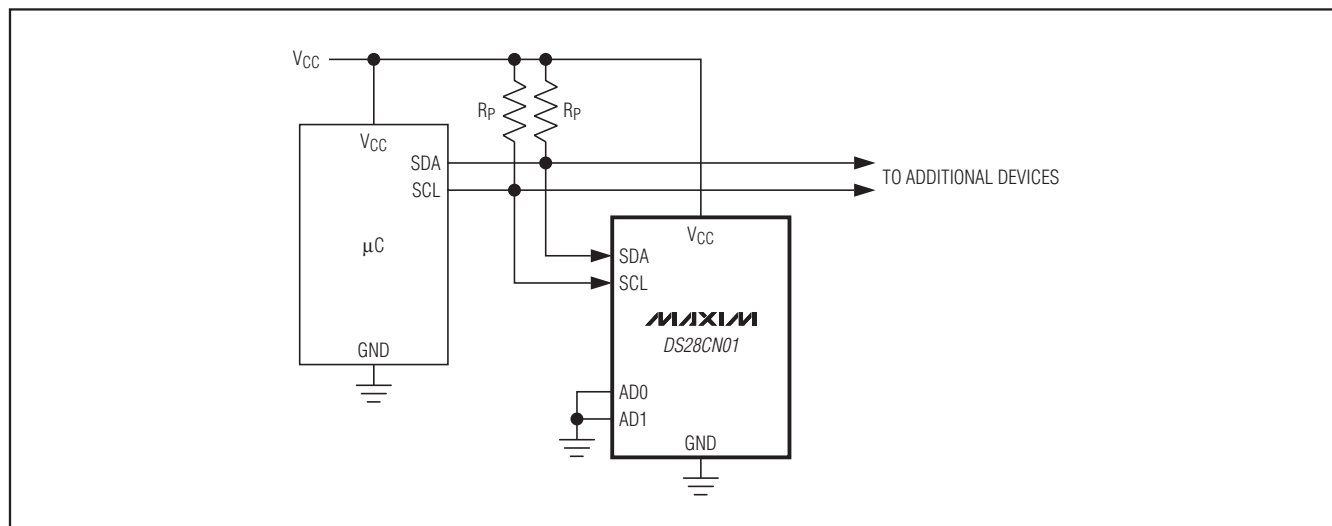 VCC
RP RP
VCC
SDA
SCL
TO ADDITIONAL DEVICES
μC
GND
VCC
SDA
SCL
MAXIM
DS28CN01
AD0
AD1
GND